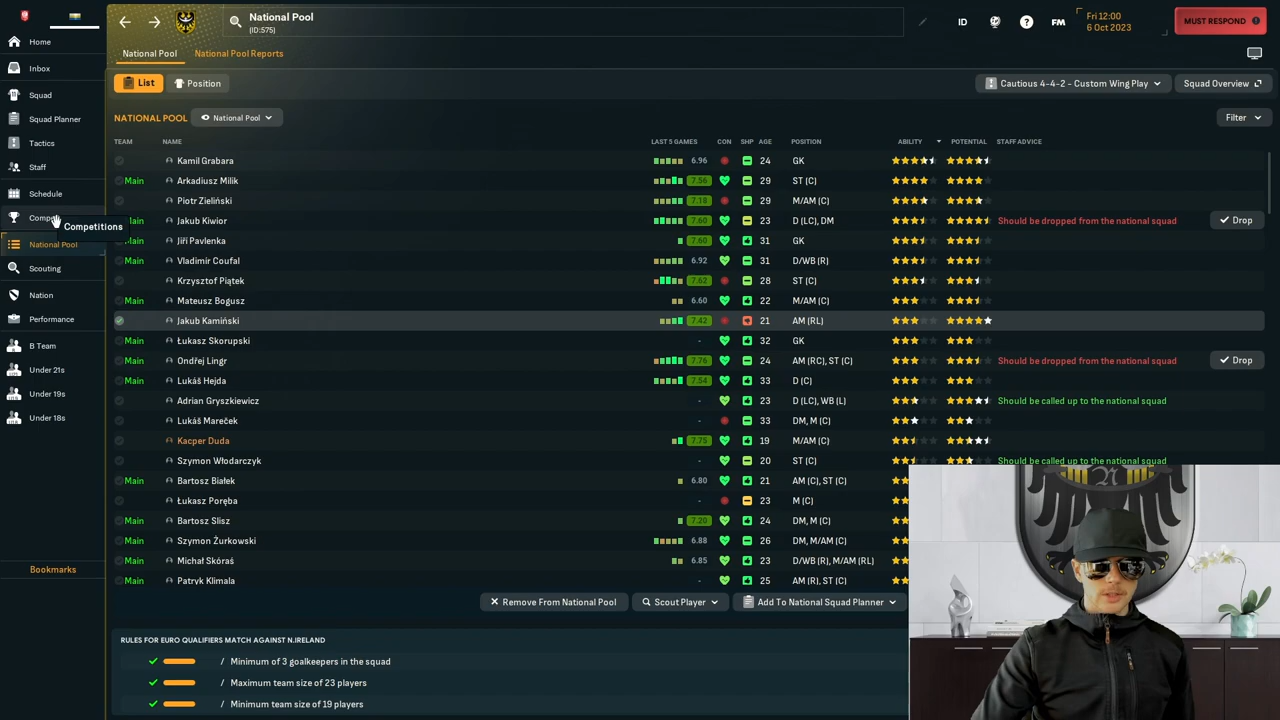 National Pool
(ID:575)
ID
?
FM
Fri 12:00
6 Oct 2023
MUST RESPOND
Home
Inbox
Squad
Squad Planner
Tactics
Staff
Schedule
Competitions
National Pool
Scouting
Nation
Performance
B Team
Under 21s
Under 19s
Under 18s
Bookmarks
National Pool National Pool Reports
List Position
Cautious 4-4-2 - Custom Wing Play Squad Overview
NATIONAL POOL National Pool Filter
TEAM NAME LAST 5 GAMES CON SHP AGE POSITION ABILITY POTENTIAL STAFF ADVICE
Kamil Grabara 6.96 24 GK
Main Arkadiusz Milik 7.56 29 ST (C)
Piotr Zieliński 7.18 29 M/AM (C)
Main Jakub Kiwior 7.60 23 D (LC), DM Should be dropped from the national squad Drop
Main Jiří Pavlenka 7.60 31 GK
Main Vladimír Coufal 6.92 31 D/WB (R)
Krzysztof Piątek 7.62 28 ST (C)
Main Mateusz Bogusz 6.60 22 M/AM (C)
Jakub Kamiński 7.42 21 AM (RL)
Main Łukasz Skorupski - 32 GK
Main Ondřej Lingr 7.76 24 AM (RC), ST (C) Should be dropped from the national squad Drop
Main Lukáš Hejda 7.54 33 D (C)
Adrian Gryszkiewicz - 23 D (LC), WB (L) Should be called up to the national squad
Lukáš Mareček - 33 DM, M (C)
Kacper Duda 7.75 19 M/AM (C)
Szymon Włodarczyk - 20 ST (C) Should be called up to the national squad
Main Bartosz Białek 6.80 21 AM (C), ST (C)
Łukasz Poręba - 23 M (C)
Main Bartosz Slisz 7.20 24 DM, M (C)
Main Szymon Żurkowski 6.88 26 DM, M/AM (C)
Main Michał Skóraś 6.85 23 D/WB (R), M/AM (RL)
Main Patryk Klimala - 25 AM (R), ST (C)
Remove From National Pool Scout Player Add To National Squad Planner
RULES FOR EURO QUALIFIERS MATCH AGAINST N.IRELAND
/ Minimum of 3 goalkeepers in the squad
/ Maximum team size of 23 players
/ Minimum team size of 19 players